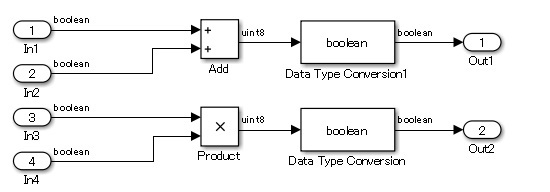 1 boolean + uint8 boolean boolean 1
In1 + Out1
2 boolean Add Data Type Conversion1
In2
3 boolean × uint8 boolean boolean 2
In3 Out2
4 boolean Product Data Type Conversion
In4